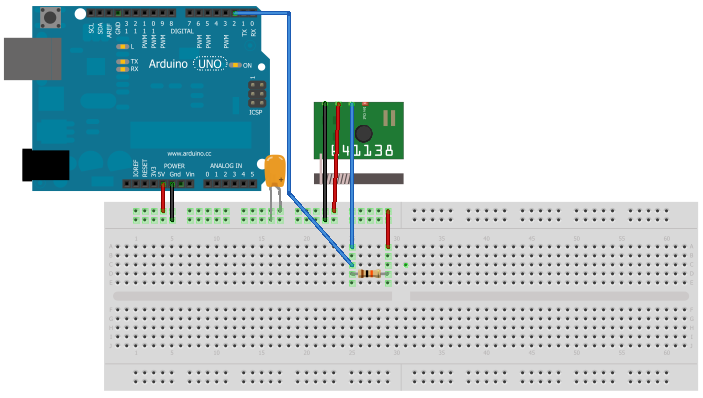 SCL SDA AREF GND 13 12 11 10 9 8 7 6 5 4 3 2 1 0
PWM PWM PWM PWM PWM PWM TX RX
DIGITAL
L
TX
RX
Arduino UNO ON
1
ICSP
www.arduino.cc
POWER ANALOG IN
IOREF RESET 3V3 5V Gnd Vin 0 1 2 3 4 5
+
R41138
1 5 10 15 20 25 30 35 40 45 50 55 60
A
B
C
D
E
F
G
H
I
J
1 5 10 15 20 25 30 35 40 45 50 55 60